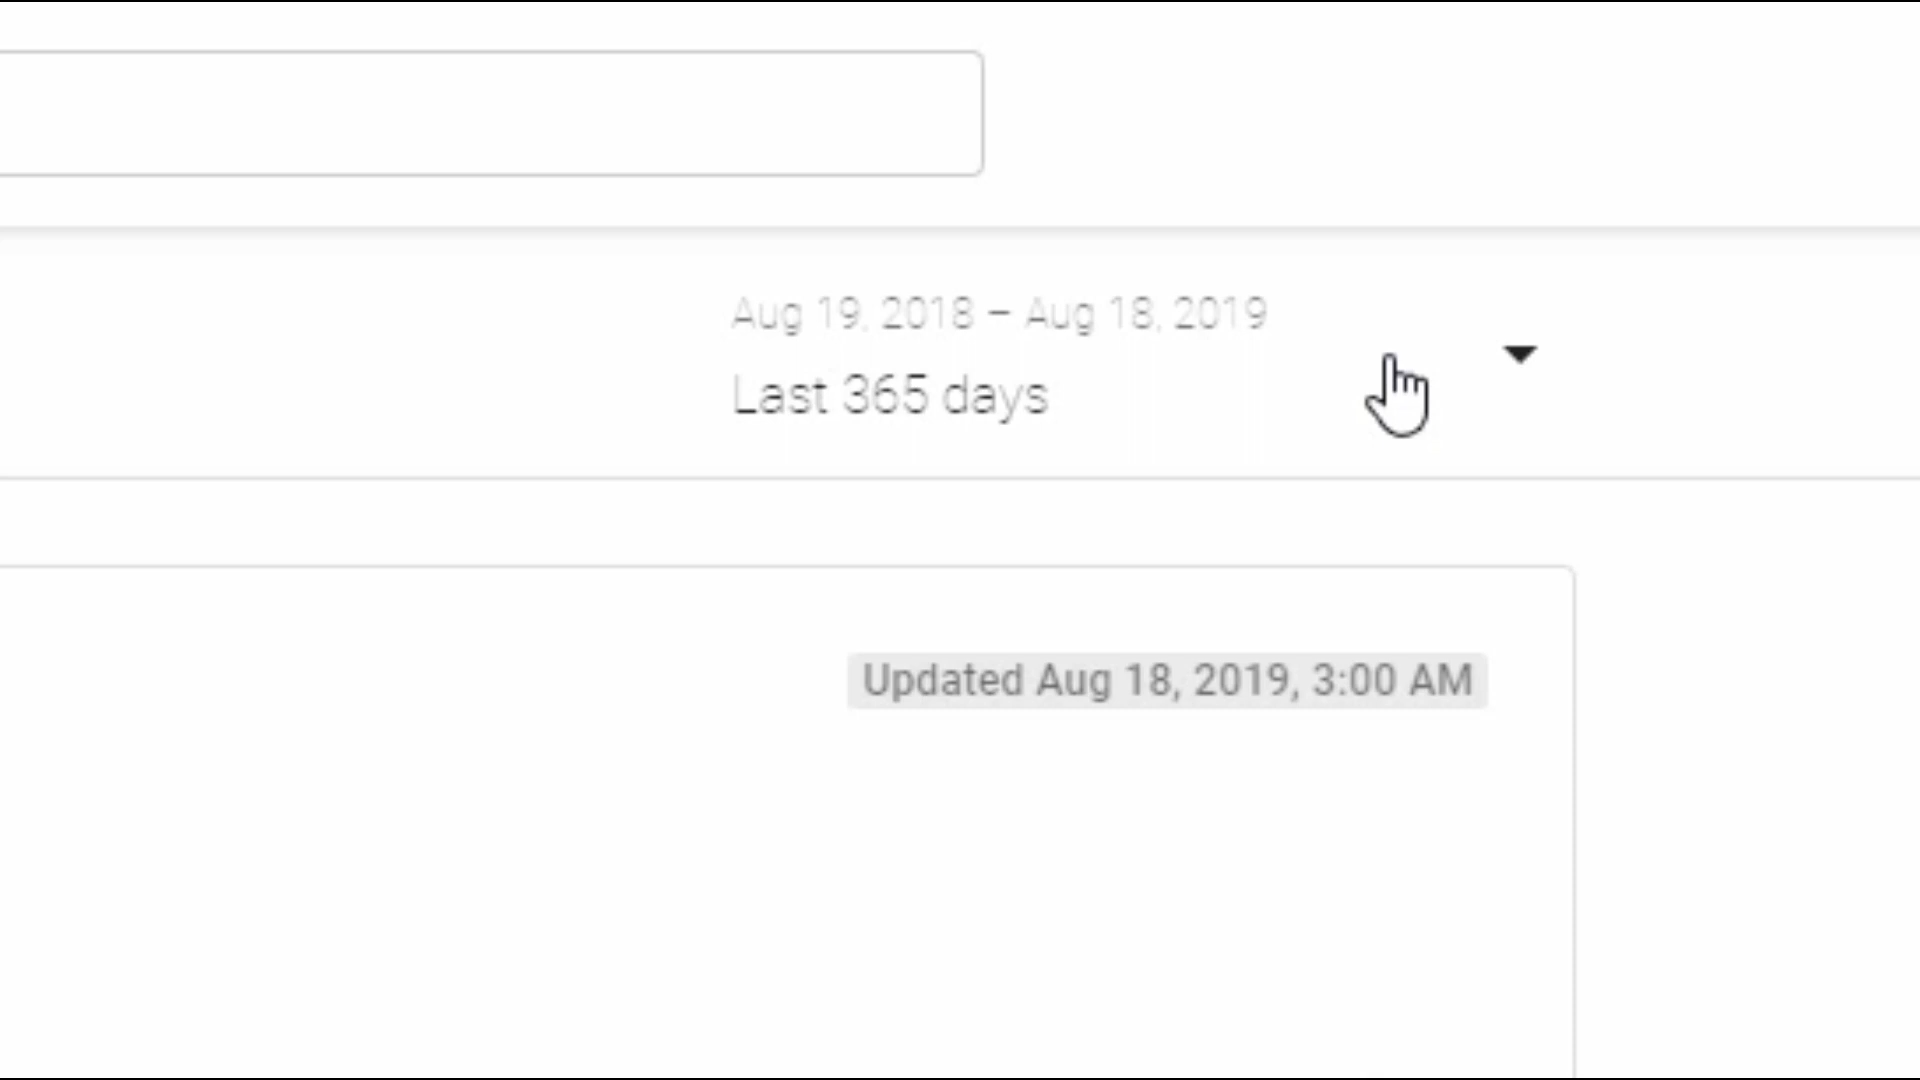 Aug 19, 2018 – Aug 18, 2019
Last 365 days
Updated Aug 18, 2019, 3:00 AM